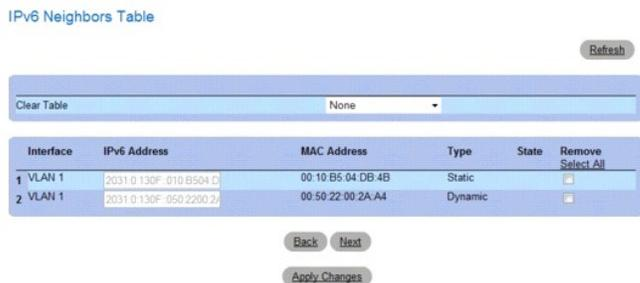 IPv6 Neighbors Table
Refresh
Clear Table None
Interface IPv6 Address MAC Address Type State Remove
Select All
1 VLAN 1 2031:0:130F::010:B504:D 00:10:B5:04:DB:4B Static
2 VLAN 1 2031:0:130F::050:2200:2A 00:50:22:00:2A:A4 Dynamic
Back Next
Apply Changes